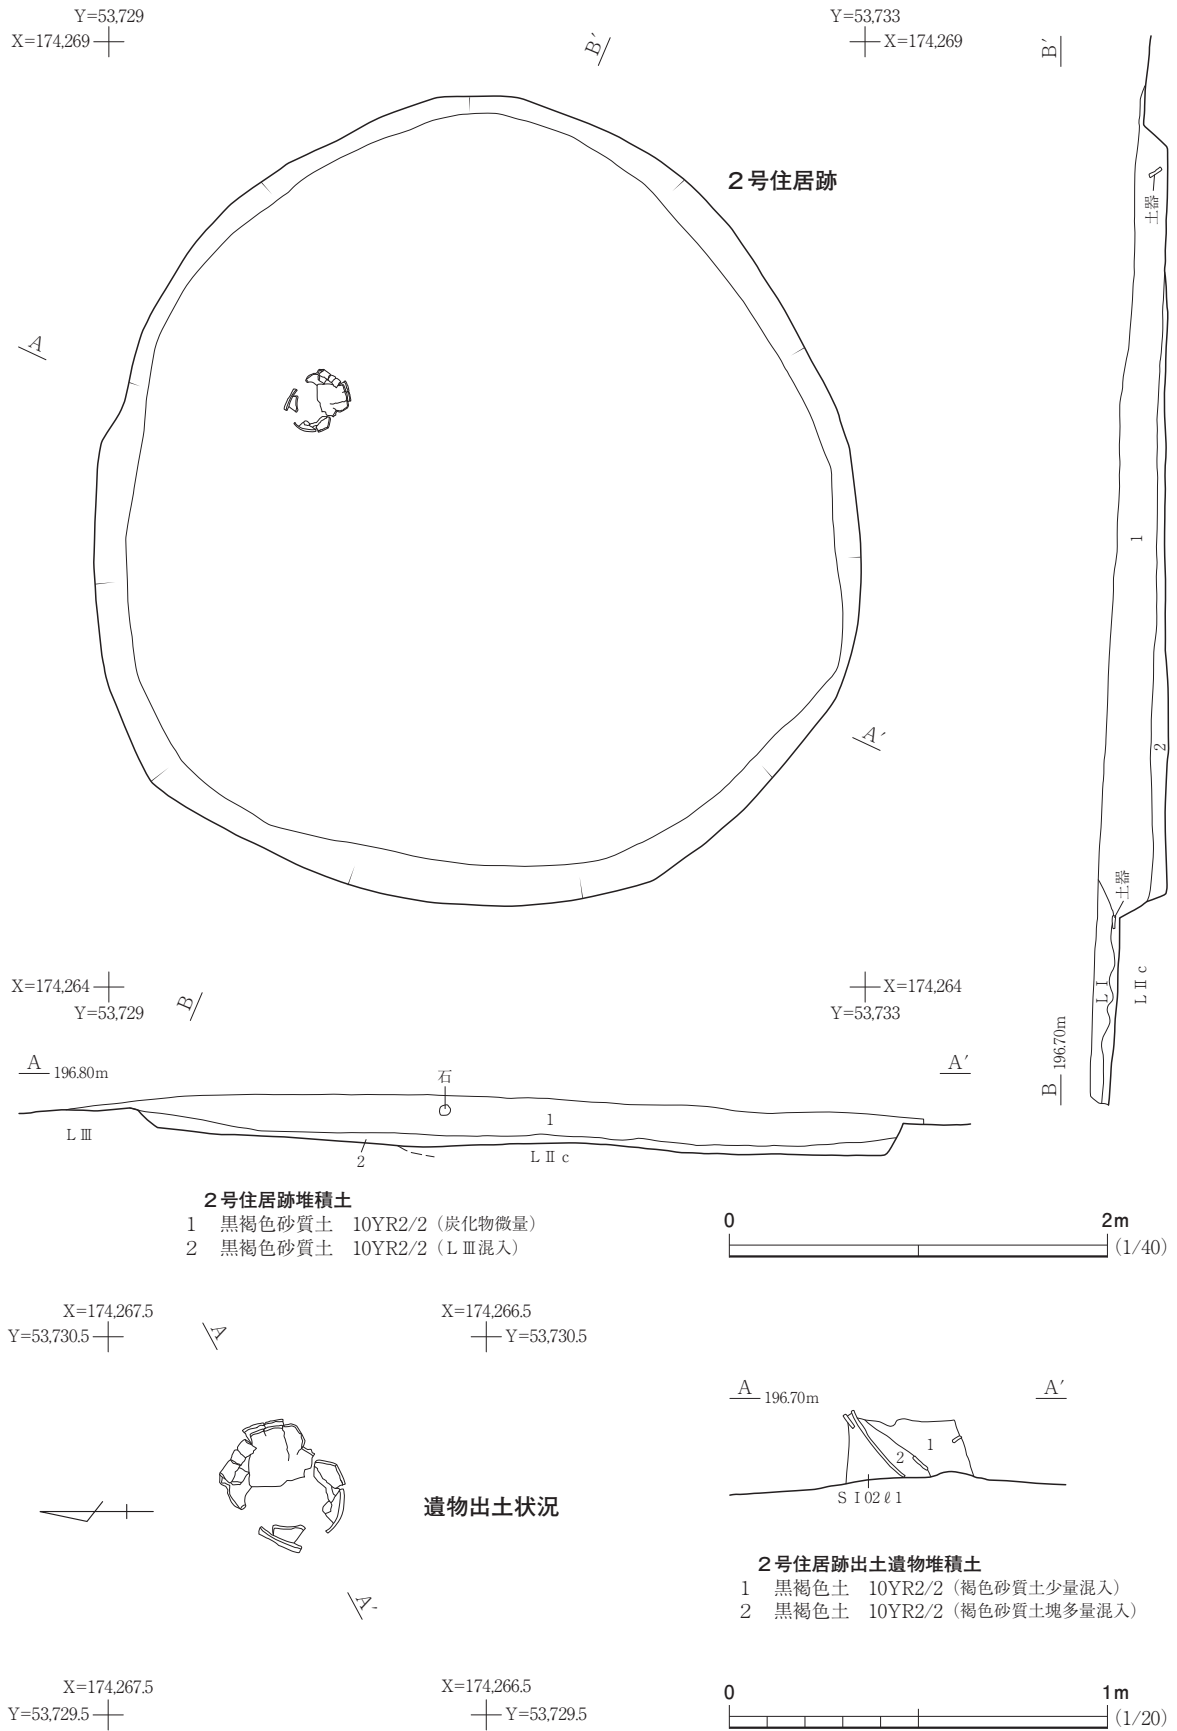 Y=53,729
X=174,269
B′
Y=53,733
X=174,269
B′
2号住居跡
土器
A
1
A′
2
土器
X=174,264
Y=53,729
B
X=174,264
Y=53,733
LⅠ
LⅡc
B 196.70m
A 196.80m
A′
石
1
LⅢ
2
LⅡc
2号住居跡堆積土
1 黒褐色砂質土 10YR2/2（炭化物微量）
2 黒褐色砂質土 10YR2/2（LⅢ混入）
0 2m
(1/40)
X=174,267.5
Y=53,730.5
A
X=174,266.5
Y=53,730.5
遺物出土状況
A′
A 196.70m
A′
1
2
SⅠ02ℓ1
2号住居跡出土遺物堆積土
1 黒褐色土 10YR2/2（褐色砂質土少量混入）
2 黒褐色土 10YR2/2（褐色砂質土塊多量混入）
X=174,267.5
Y=53,729.5
X=174,266.5
Y=53,729.5
0 1m
(1/20)